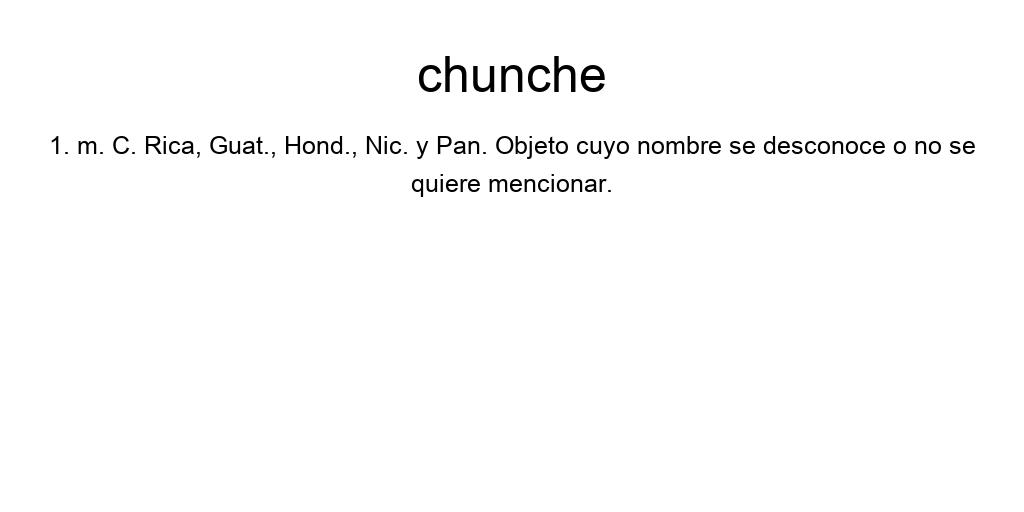 chunche
1. m. C. Rica, Guat., Hond., Nic. y Pan. Objeto cuyo nombre se desconoce o no se
quiere mencionar.